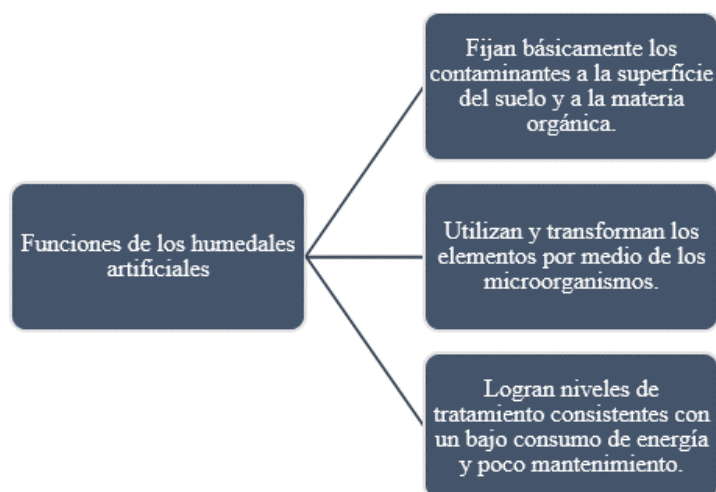 Fijan básicamente los
contaminantes a la superficie
del suelo y a la materia
orgánica.
Funciones de los humedales
artificiales
Utilizan y transforman los
elementos por medio de los
microorganismos.
Logran niveles de
tratamiento consistentes con
un bajo consumo de energía
y poco mantenimiento.